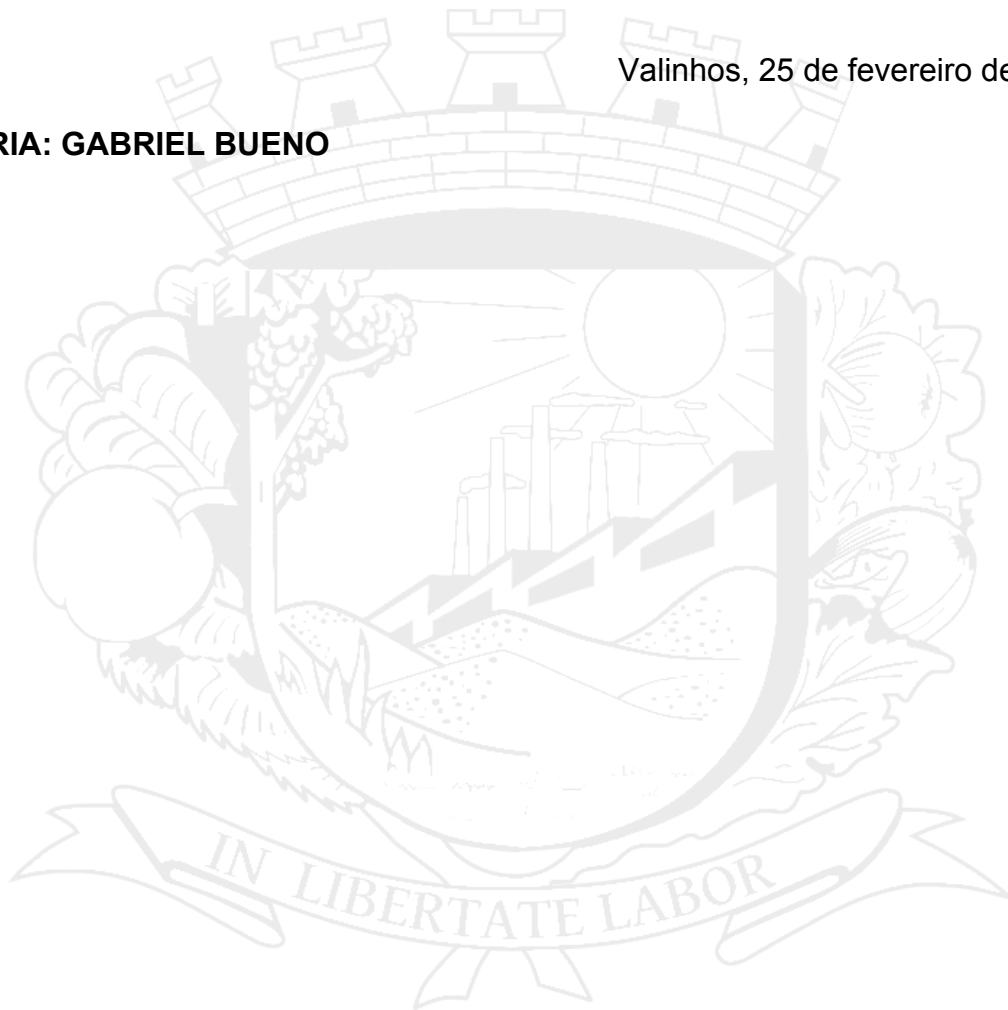 Valinhos, 25 de fevereiro de
RIA: GABRIEL BUENO
IN LIBERTATE LABOR